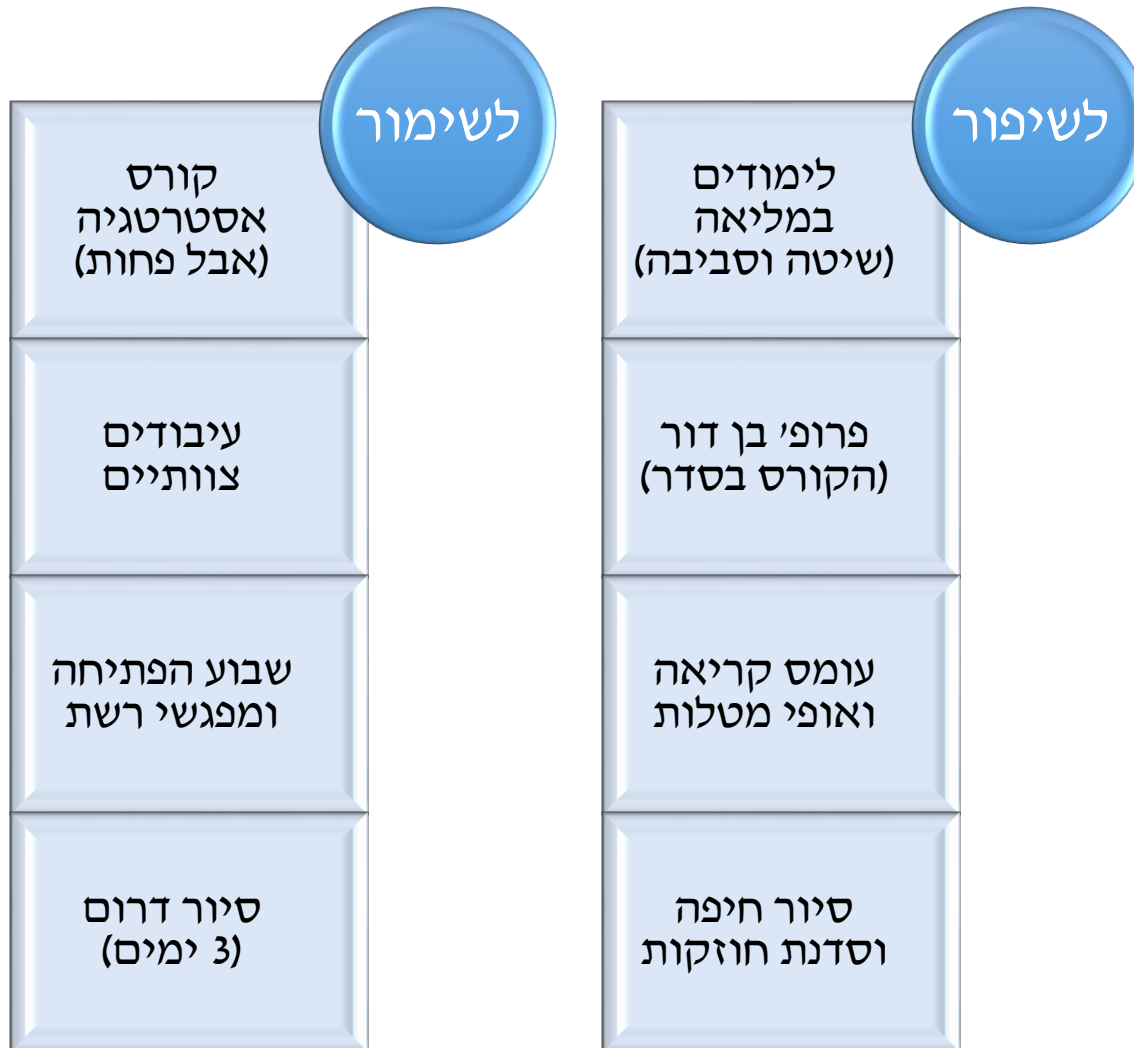 לשיפור
לימודים
במליאה
(שיטה וסביבה)
פרופ' בן דור
(הקורס בסדר)
עומס קריאה
ואופי מטלות
סיור חיפה
וסדנת חוזקות
לשימור
קורס
אסטרטגיה
(אבל פחות)
עיבודים
צוותיים
שבוע הפתיחה
ומפגשי רשת
סיור דרום
(3 ימים)